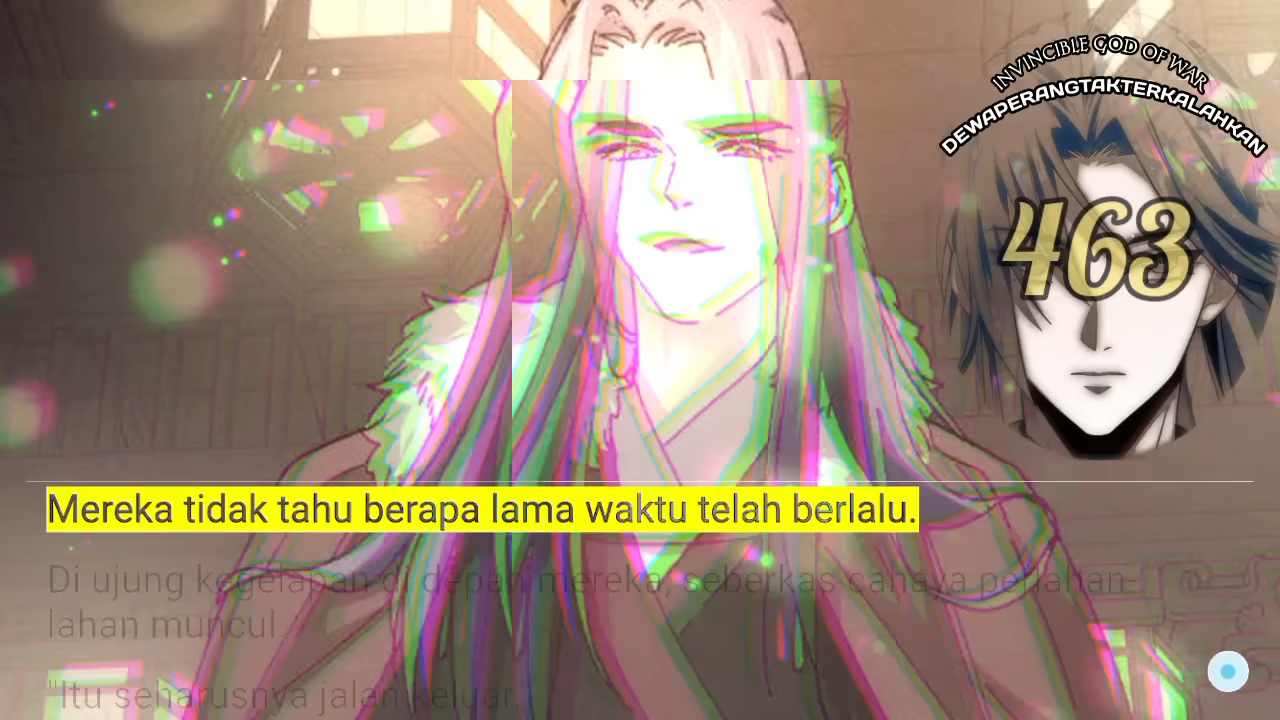 INVINCIBLE GOD OF WAR
DEWAPERANGTAKTERKALAHKAN
463
Mereka tidak tahu berapa lama waktu telah berlalu.
Di ujung kegelapan di depan mereka, seberkas cahaya perlahan-
lahan muncul.
"Itu seharusnya jalan keluar."